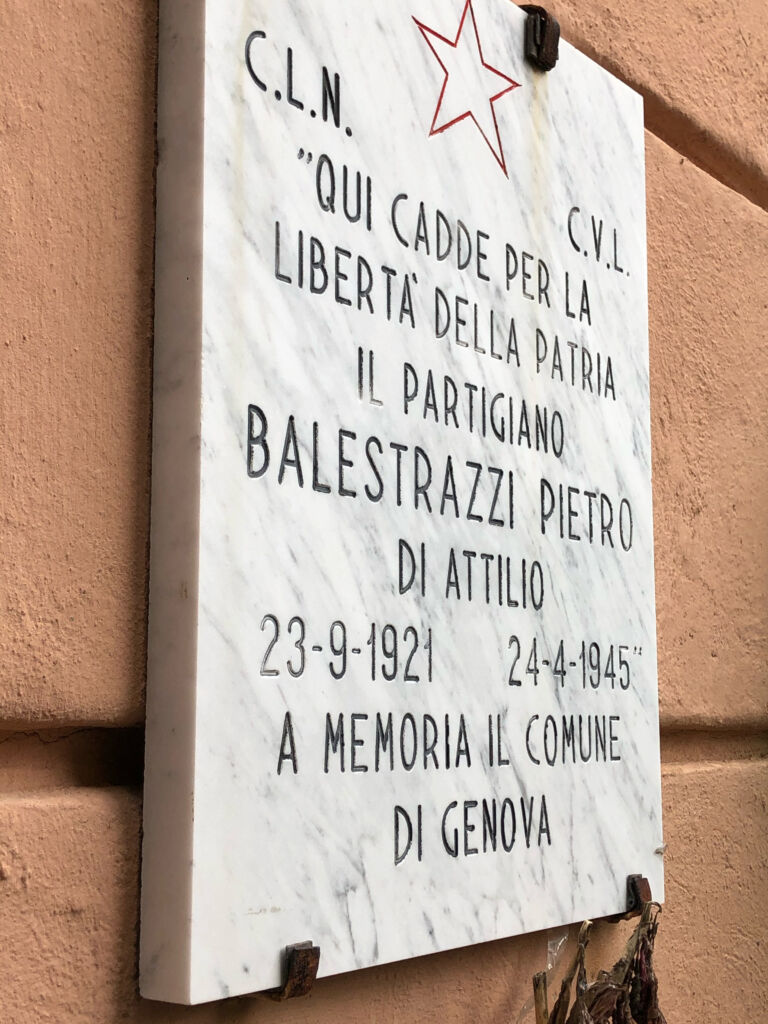 C.L.N.
C.V.L.
"QUI CADDE PER LA
LIBERTÀ DELLA PATRIA
IL PARTIGIANO
BALESTRAZZI PIETRO
DI ATTILIO
23-9-1921 24-4-1945"
A MEMORIA IL COMUNE
DI GENOVA